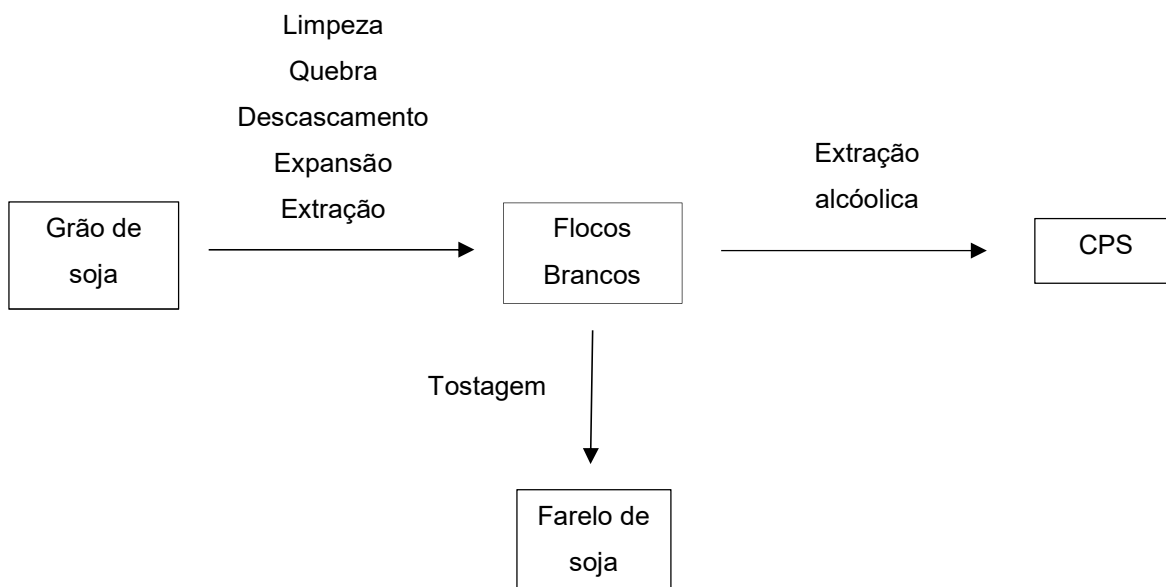 Limpeza
Quebra
Descascamento
Expansão
Extração
Grão de
soja
Flocos
Brancos
Extração
alcóolica
CPS
Tostagem
Farelo de
soja